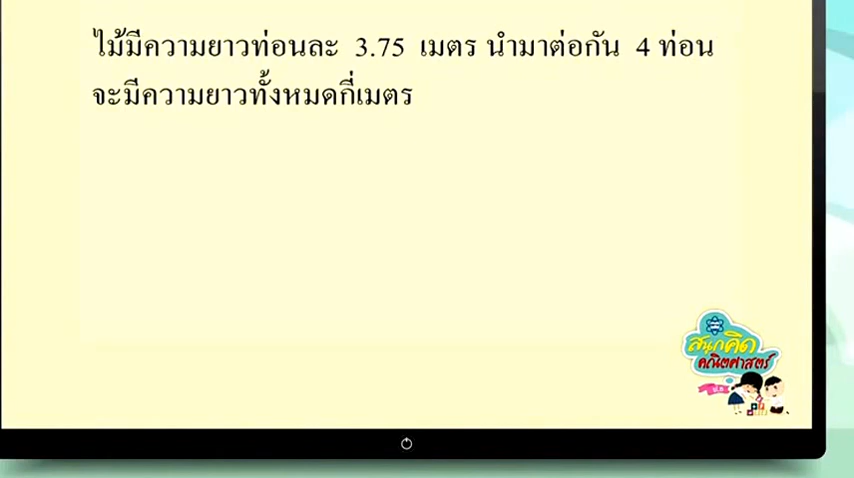 ไม้มีความยาวท่อนละ 3.75 เมตร นำมาต่อกัน 4 ท่อน
จะมีความยาวทั้งหมดกี่เมตร
สนุกคิด
คณิตศาสตร์